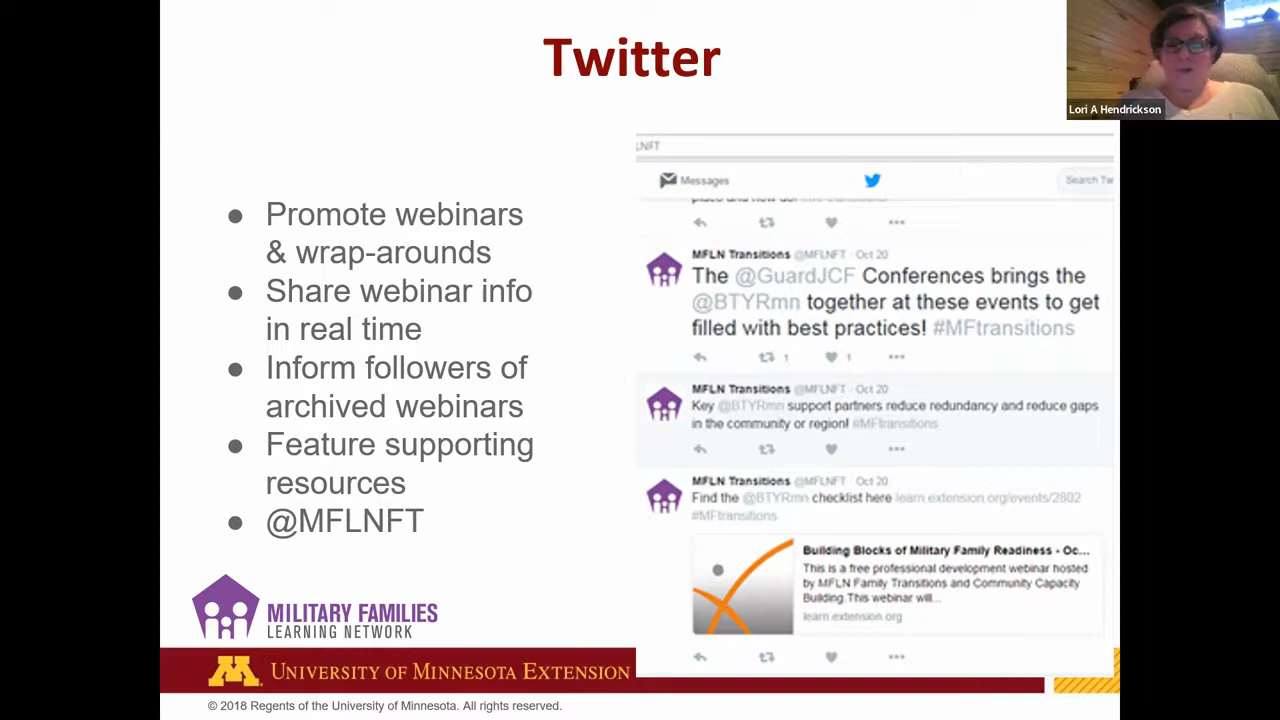 Twitter
Lori A Hendrickson
● Promote webinars
& wrap-arounds
● Share webinar info
in real time
● Inform followers of
archived webinars
● Feature supporting
resources
● @MFLNFT
LNFT
Messages
Search Tw
MFLN Transitions @MFLNFT · Oct 20
The @GuardJCF Conferences brings the
@BTYRmn together at these events to get
filled with best practices! #MFtransitions
1 1
MFLN Transitions @MFLNFT · Oct 20
Key @BTYRmn support partners reduce redundancy and reduce gaps
in the community or region! #MFtransitions
MFLN Transitions @MFLNFT · Oct 20
Find the @BTYRmn checklist here learn.extension.org/events/2802
#MFtransitions
Building Blocks of Military Family Readiness - Oc...
This is a free professional development webinar hosted
by MFLN Family Transitions and Community Capacity
Building.This webinar will...
learn.extension.org
MILITARY FAMILIES
LEARNING NETWORK
M UNIVERSITY OF MINNESOTA EXTENSION
© 2018 Regents of the University of Minnesota. All rights reserved.